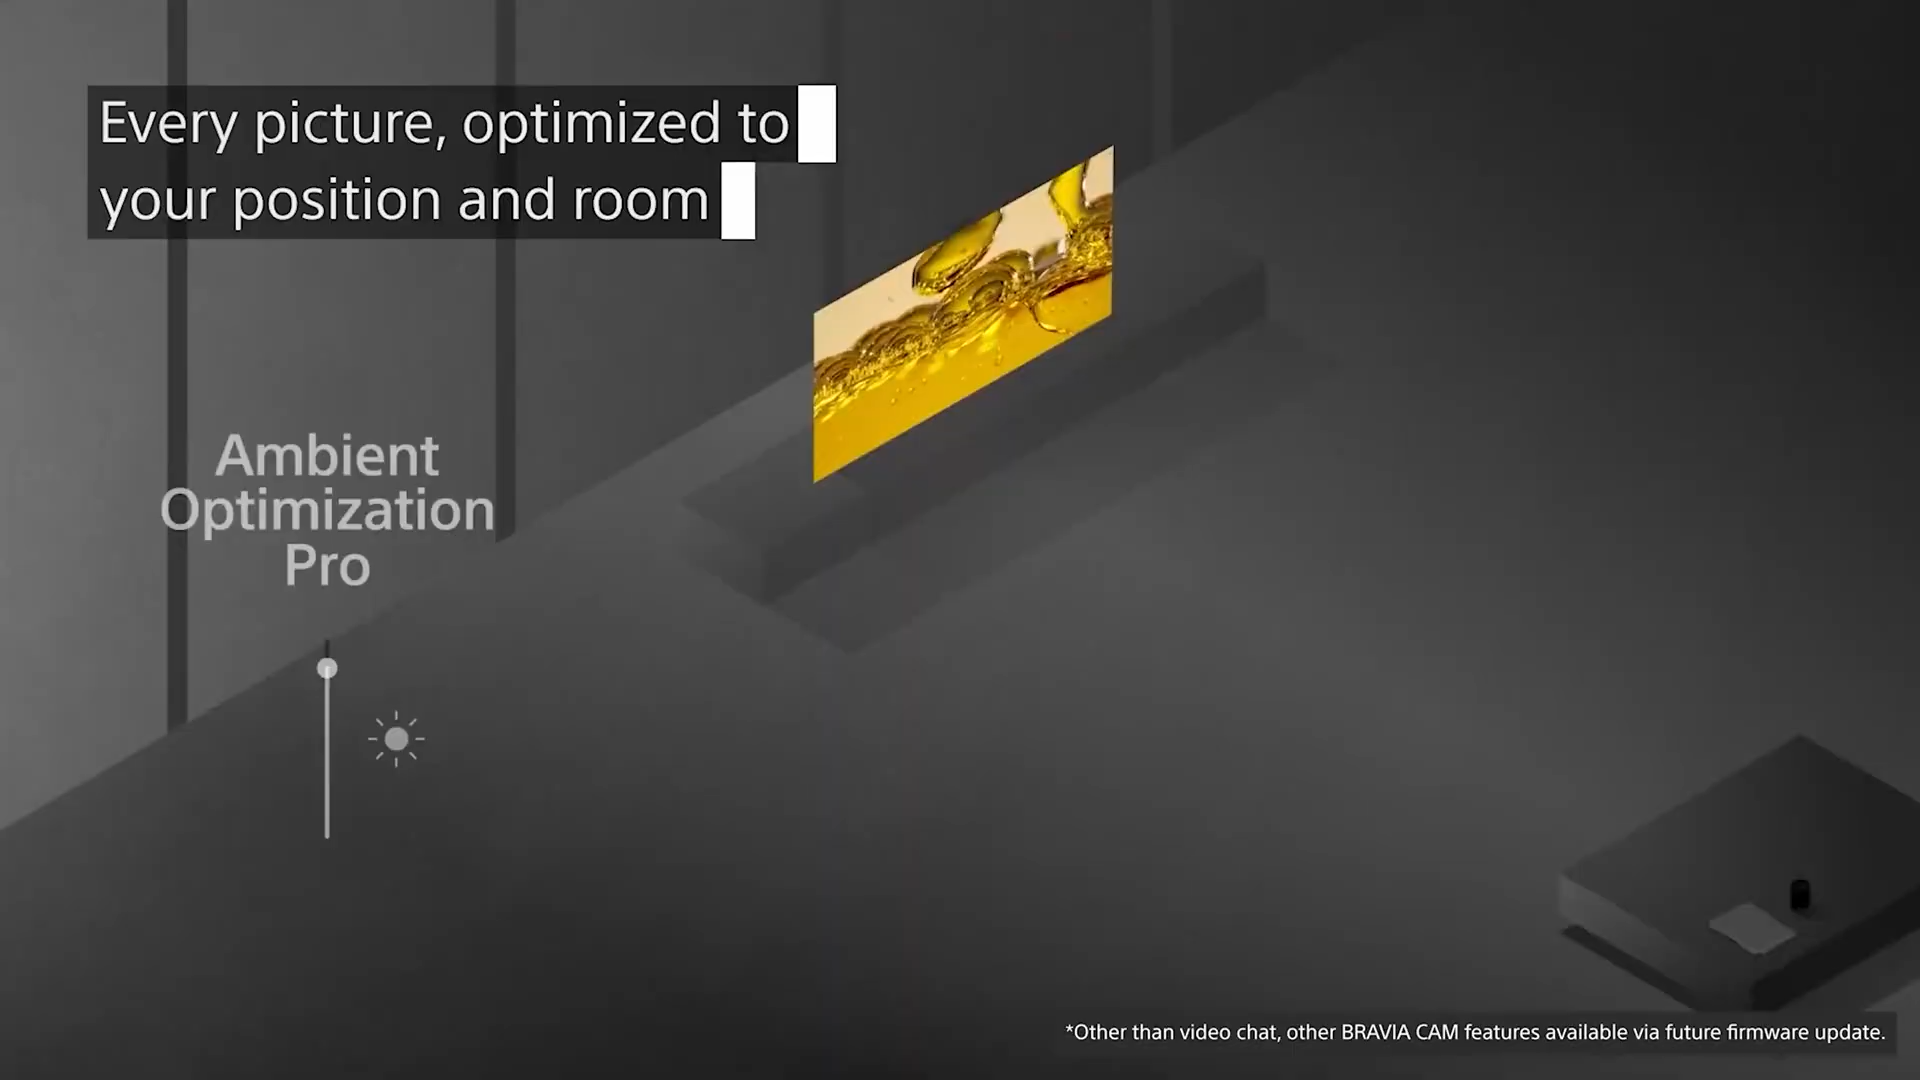 Every picture, optimized to
your position and room
Ambient
Optimization
Pro
*Other than video chat, other BRAVIA CAM features available via future firmware update.